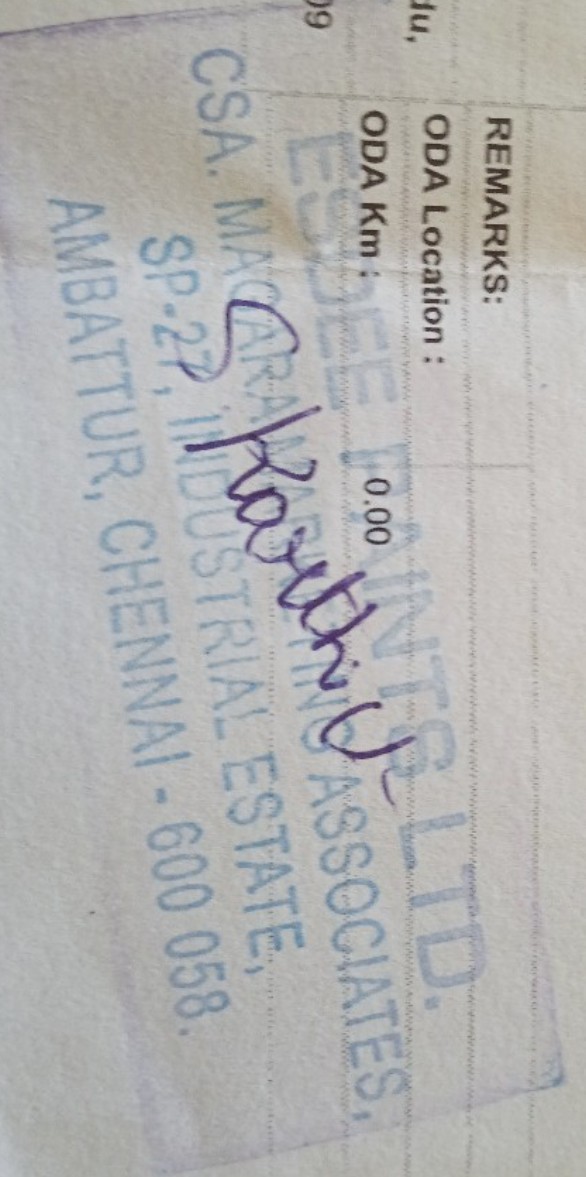 du,
09
REMARKS:
ODA Location :
ODA Km : 0.00
ESDEE PAINTS LTD.
CSA. ASSOCIATES,
SP-27, INDUSTRIAL ESTATE,
AMBATTUR, CHENNAI - 600 058.